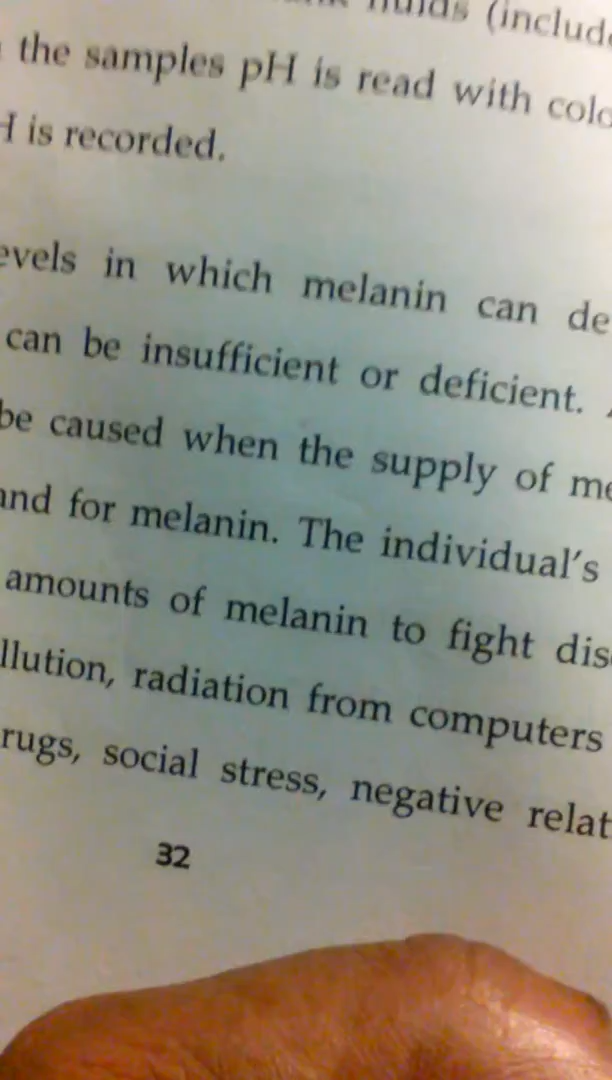 fluids (include
the samples pH is read with colo
H is recorded.
evels in which melanin can de
can be insufficient or deficient.
be caused when the supply of me
and for melanin. The individual's
amounts of melanin to fight dis
llution, radiation from computers
rugs, social stress, negative relat
32